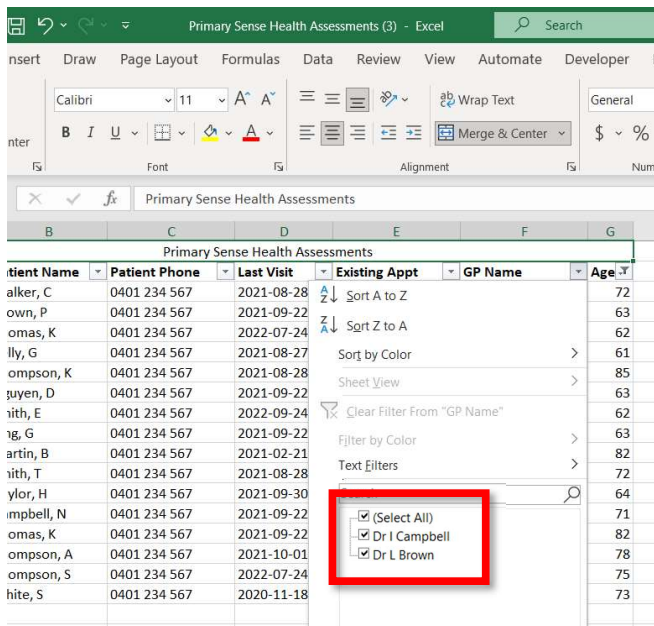 Primary Sense Health Assessments (3) - Excel Search
nsert Draw Page Layout Formulas Data Review View Automate Developer
Calibri 11 A^ A˅ ab Wrap Text General
nter B I U A Merge & Center $ %
Font Alignment Num
fx Primary Sense Health Assessments
B C D E F G
Primary Sense Health Assessments
tient Name Patient Phone Last Visit Existing Appt GP Name Age
alker, C 0401 234 567 2021-08-28 72
own, P 0401 234 567 2021-09-22 63
omas, K 0401 234 567 2022-07-24 62
lly, G 0401 234 567 2021-08-27 61
ompson, K 0401 234 567 2021-08-28 85
guyen, D 0401 234 567 2021-09-22 63
nith, E 0401 234 567 2022-09-24 62
ng, G 0401 234 567 2021-09-22 63
artin, B 0401 234 567 2021-02-21 82
nith, T 0401 234 567 2021-08-28 72
ylor, H 0401 234 567 2021-09-30 64
mpbell, N 0401 234 567 2021-09-22 71
omas, K 0401 234 567 2021-09-22 82
ompson, A 0401 234 567 2021-10-01 78
ompson, S 0401 234 567 2022-07-24 75
hite, S 0401 234 567 2020-11-18 73
Sort A to Z
Sort Z to A
Sort by Color
Sheet View
Clear Filter From "GP Name"
Filter by Color
Text Filters
(Select All)
Dr I Campbell
Dr L Brown